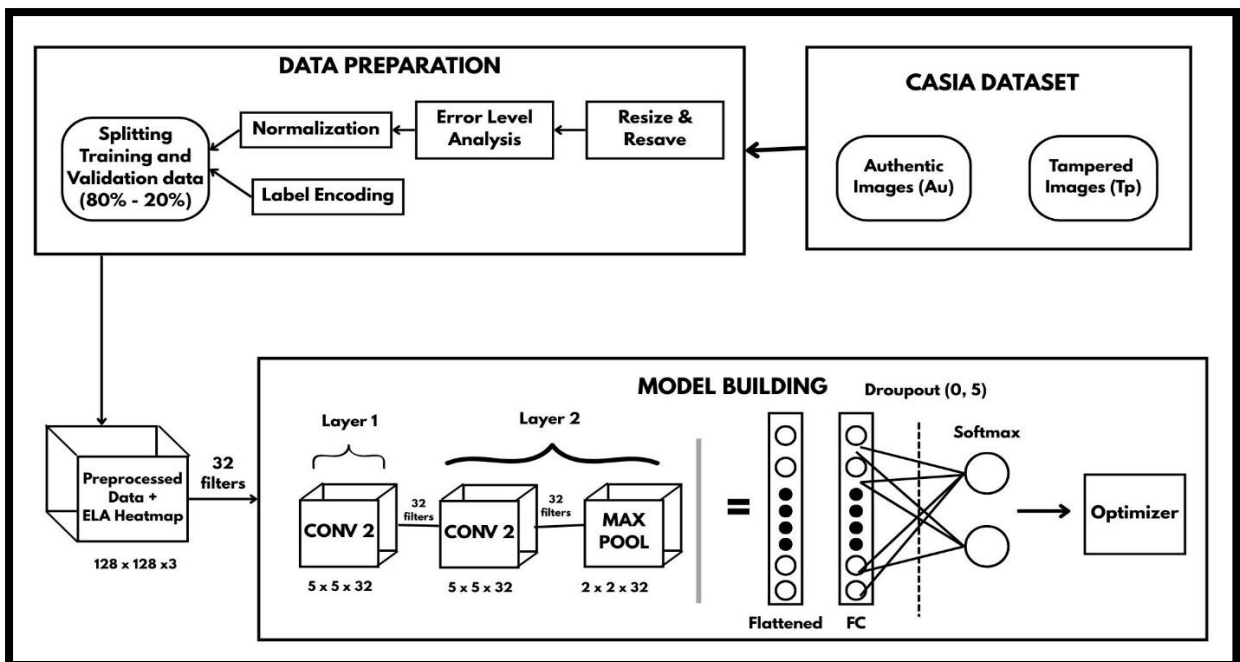 DATA PREPARATION
Splitting
Training and
Validation data
(80% - 20%)
Normalization
Label Encoding
Error Level
Analysis
Resize &
Resave
CASIA DATASET
Authentic
Images (Au)
Tampered
Images (Tp)
Preprocessed
Data +
ELA Heatmap
128 x 128 x3
32
filters
MODEL BUILDING
Layer 1
CONV 2
5 x 5 x 32
32
filters
Layer 2
CONV 2
5 x 5 x 32
32
filters
MAX
POOL
2 x 2 x 32
=
Flattened
FC
Droupout (0, 5)
Softmax
Optimizer